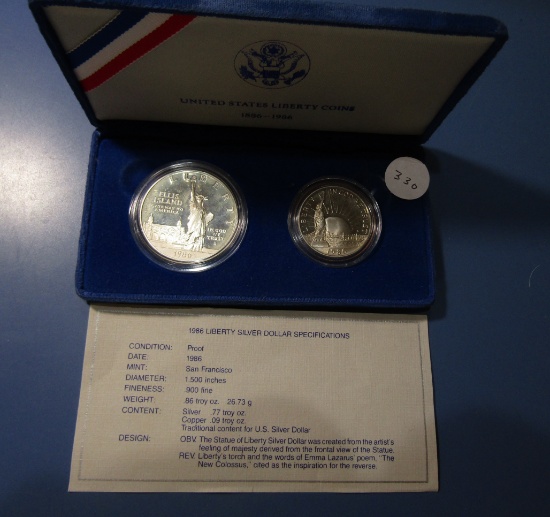 UNITED STATES LIBERTY COINS
1886-1986
LIBERTY
ELLIS
ISLAND
IN GOD
WE TRUST
1986
LIBERTY
1986
330
1986 LIBERTY SILVER DOLLAR SPECIFICATIONS
CONDITION: Proof
DATE: 1986
MINT: San Francisco
DIAMETER: 1.500 inches
FINENESS: .900 fine
WEIGHT: .86 troy oz. 26.73 g
CONTENT: Silver .77 troy oz.
Copper .09 troy oz.
Traditional content for U.S. Silver Dollar
DESIGN: OBV. The Statue of Liberty Silver Dollar was created from the artist's
feeling of majesty derived from the frontal view of the Statue.
REV. Liberty's torch and the words of Emma Lazarus' poem, "The
New Colossus," cited as the inspiration for the reverse.